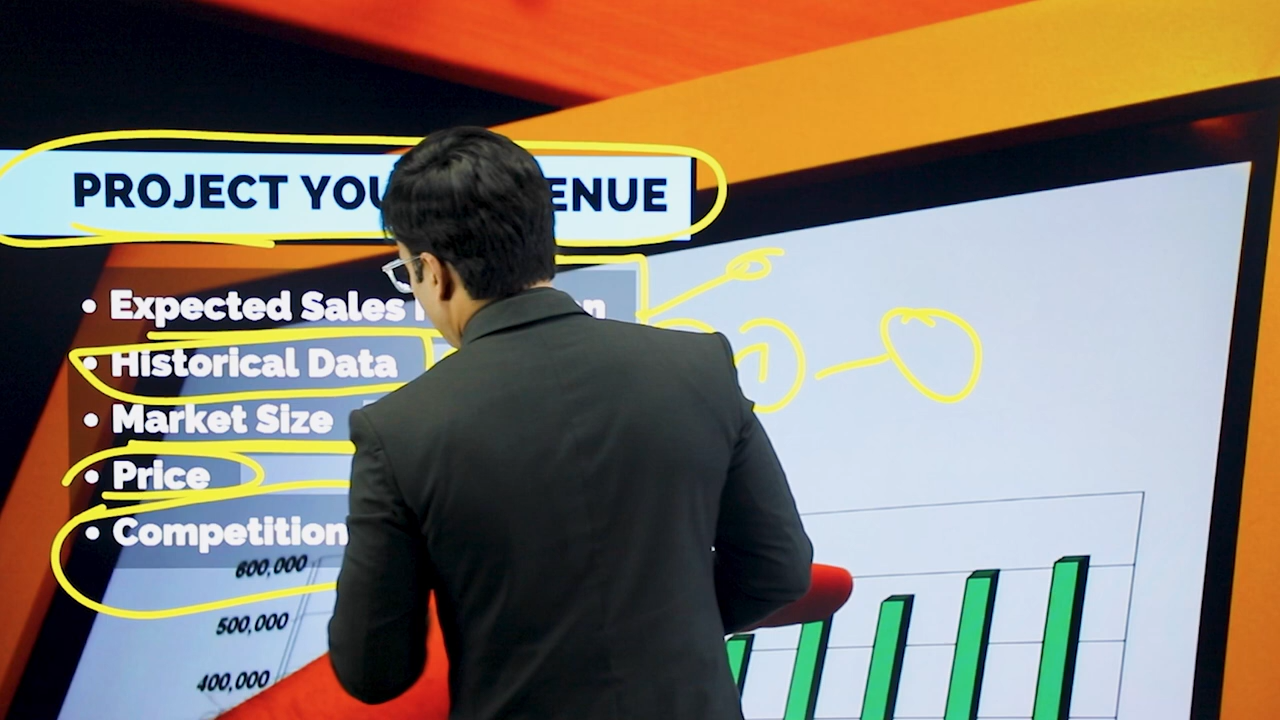 PROJECT YOU ENUE
• Expected Sales n
• Historical Data
• Market Size
• Price
• Competition
600,000
500,000
400,000